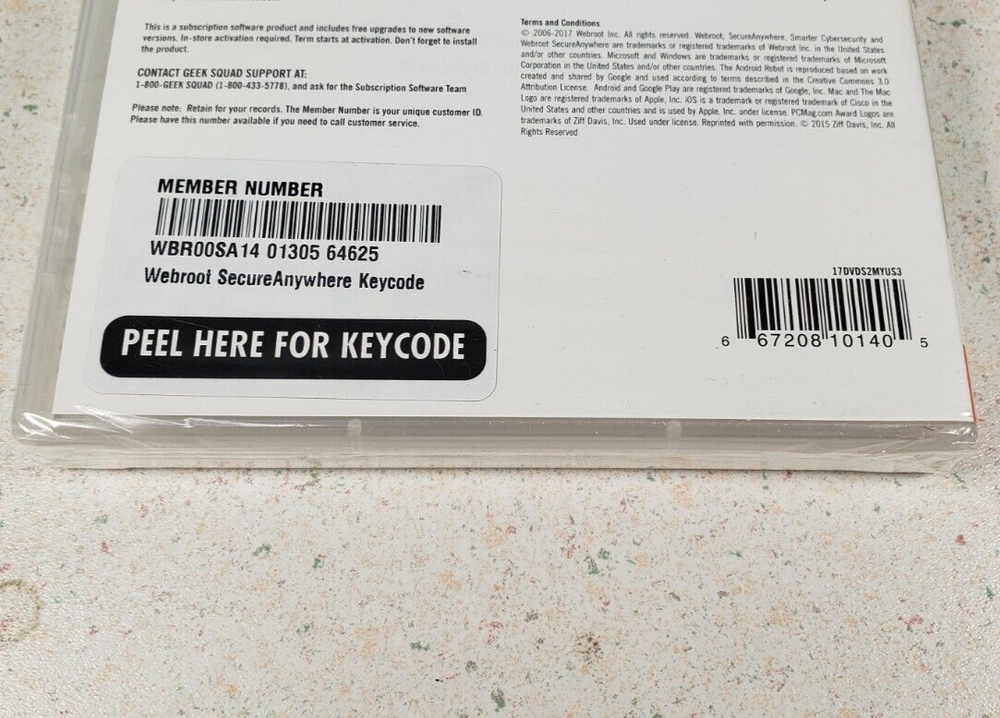 This is a subscription software product and includes free upgrades to new software
versions. In-store activation required. Term starts at activation. Don't forget to install
the product.
CONTACT GEEK SQUAD SUPPORT AT:
1-800-GEEK SQUAD (1-800-433-5778), and ask for the Subscription Software Team
Please note: Retain for your records. The Member Number is your unique customer ID.
Please have this number available if you need to call customer service.
Terms and Conditions
© 2006-2017 Webroot Inc. All rights reserved. Webroot, SecureAnywhere, Smarter Cybersecurity and
Webroot SecureAnywhere are trademarks or registered trademarks of Webroot Inc. in the United States
and/or other countries. Microsoft and Windows are trademarks or registered trademarks of Microsoft
Corporation in the United States and/or other countries. The Android Robot is reproduced based on work
created and shared by Google and used according to terms described in the Creative Commons 3.0
Attribution License. Android and Google Play are registered trademarks of Google, Inc. Mac and The Mac
Logo are registered trademarks of Apple, Inc. iOS is a trademark or registered trademark of Cisco in the
United States and other countries and is used by Apple, Inc. under license. PCMag.com Award Logos are
trademarks of Ziff Davis, Inc. Used under license. Reprinted with permission. © 2015 Ziff Davis, Inc. All
Rights Reserved
MEMBER NUMBER
WBR00SA14 01305 64625
Webroot SecureAnywhere Keycode
PEEL HERE FOR KEYCODE
17DVDS2MYUS3
6 67208 10140 5